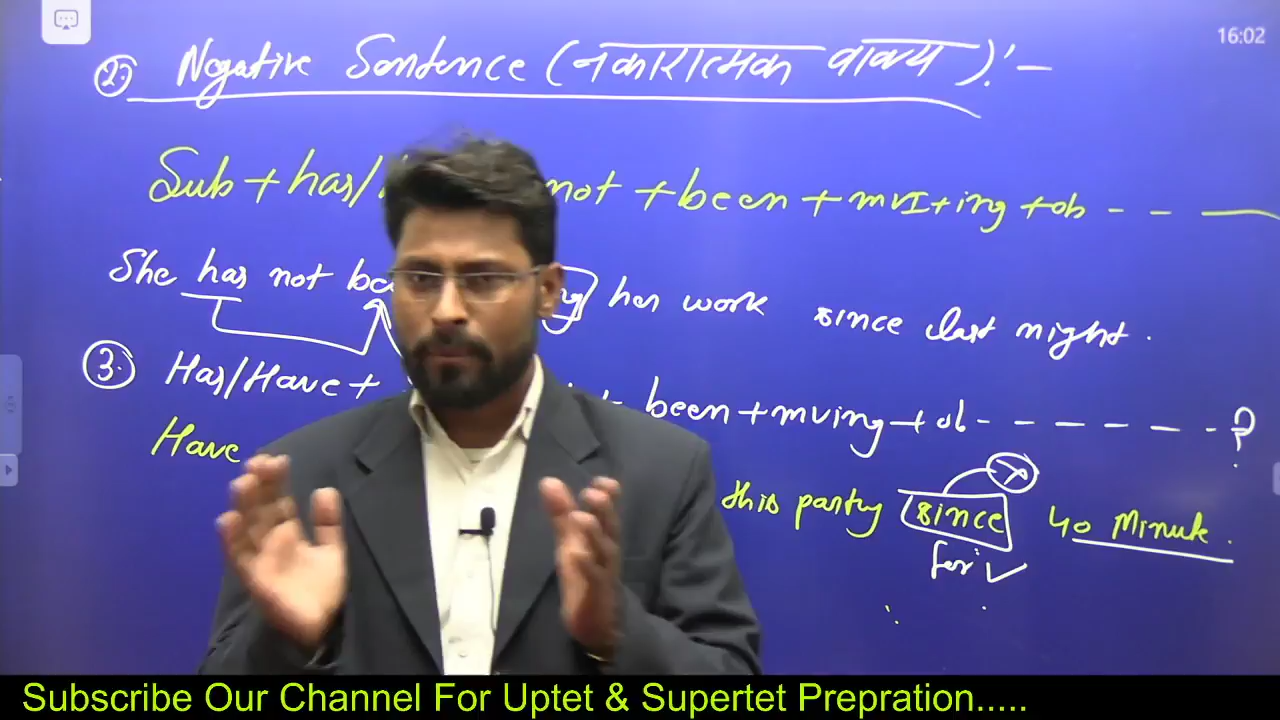 16:02
2. Negative Sentence (नकारात्मक वाक्य) :-
Sub + has/ not + been + mvI + ing + ob - - —
She has not her work since last night.
3. Has/Have + been + mving + ob - - - - - - - ?
Have this party since 40 Minute.
for ✓
Subscribe Our Channel For Uptet & Supertet Prepration.....